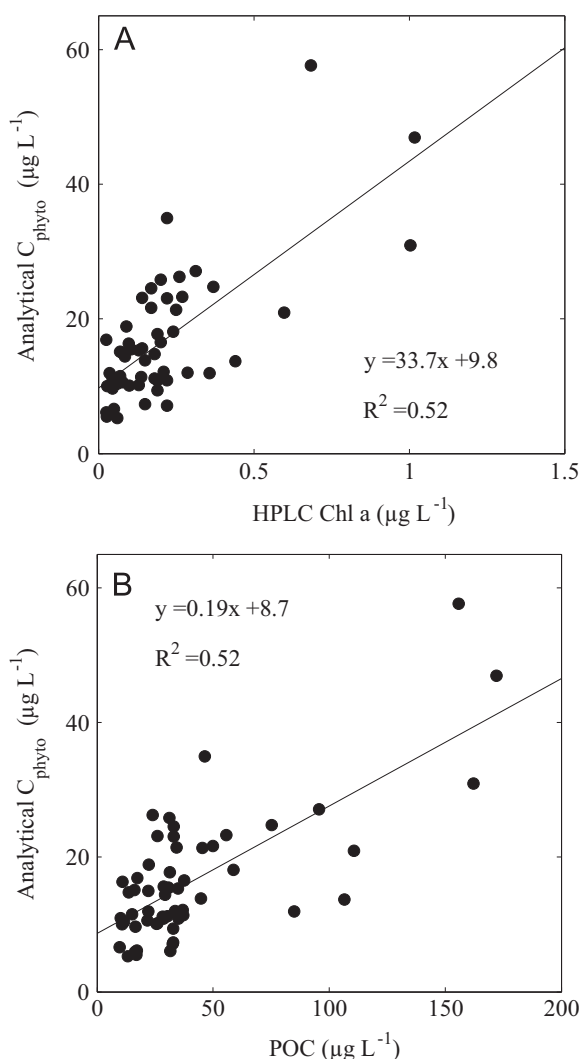 A
60
40
20
0
Analytical C_phyto (µg L⁻¹)
y =33.7x +9.8
R² =0.52
0
0.5
1
1.5
HPLC Chl a (µg L⁻¹)
B
y =0.19x +8.7
R² =0.52
60
40
20
0
Analytical C_phyto (µg L⁻¹)
0
50
100
150
200
POC (µg L⁻¹)